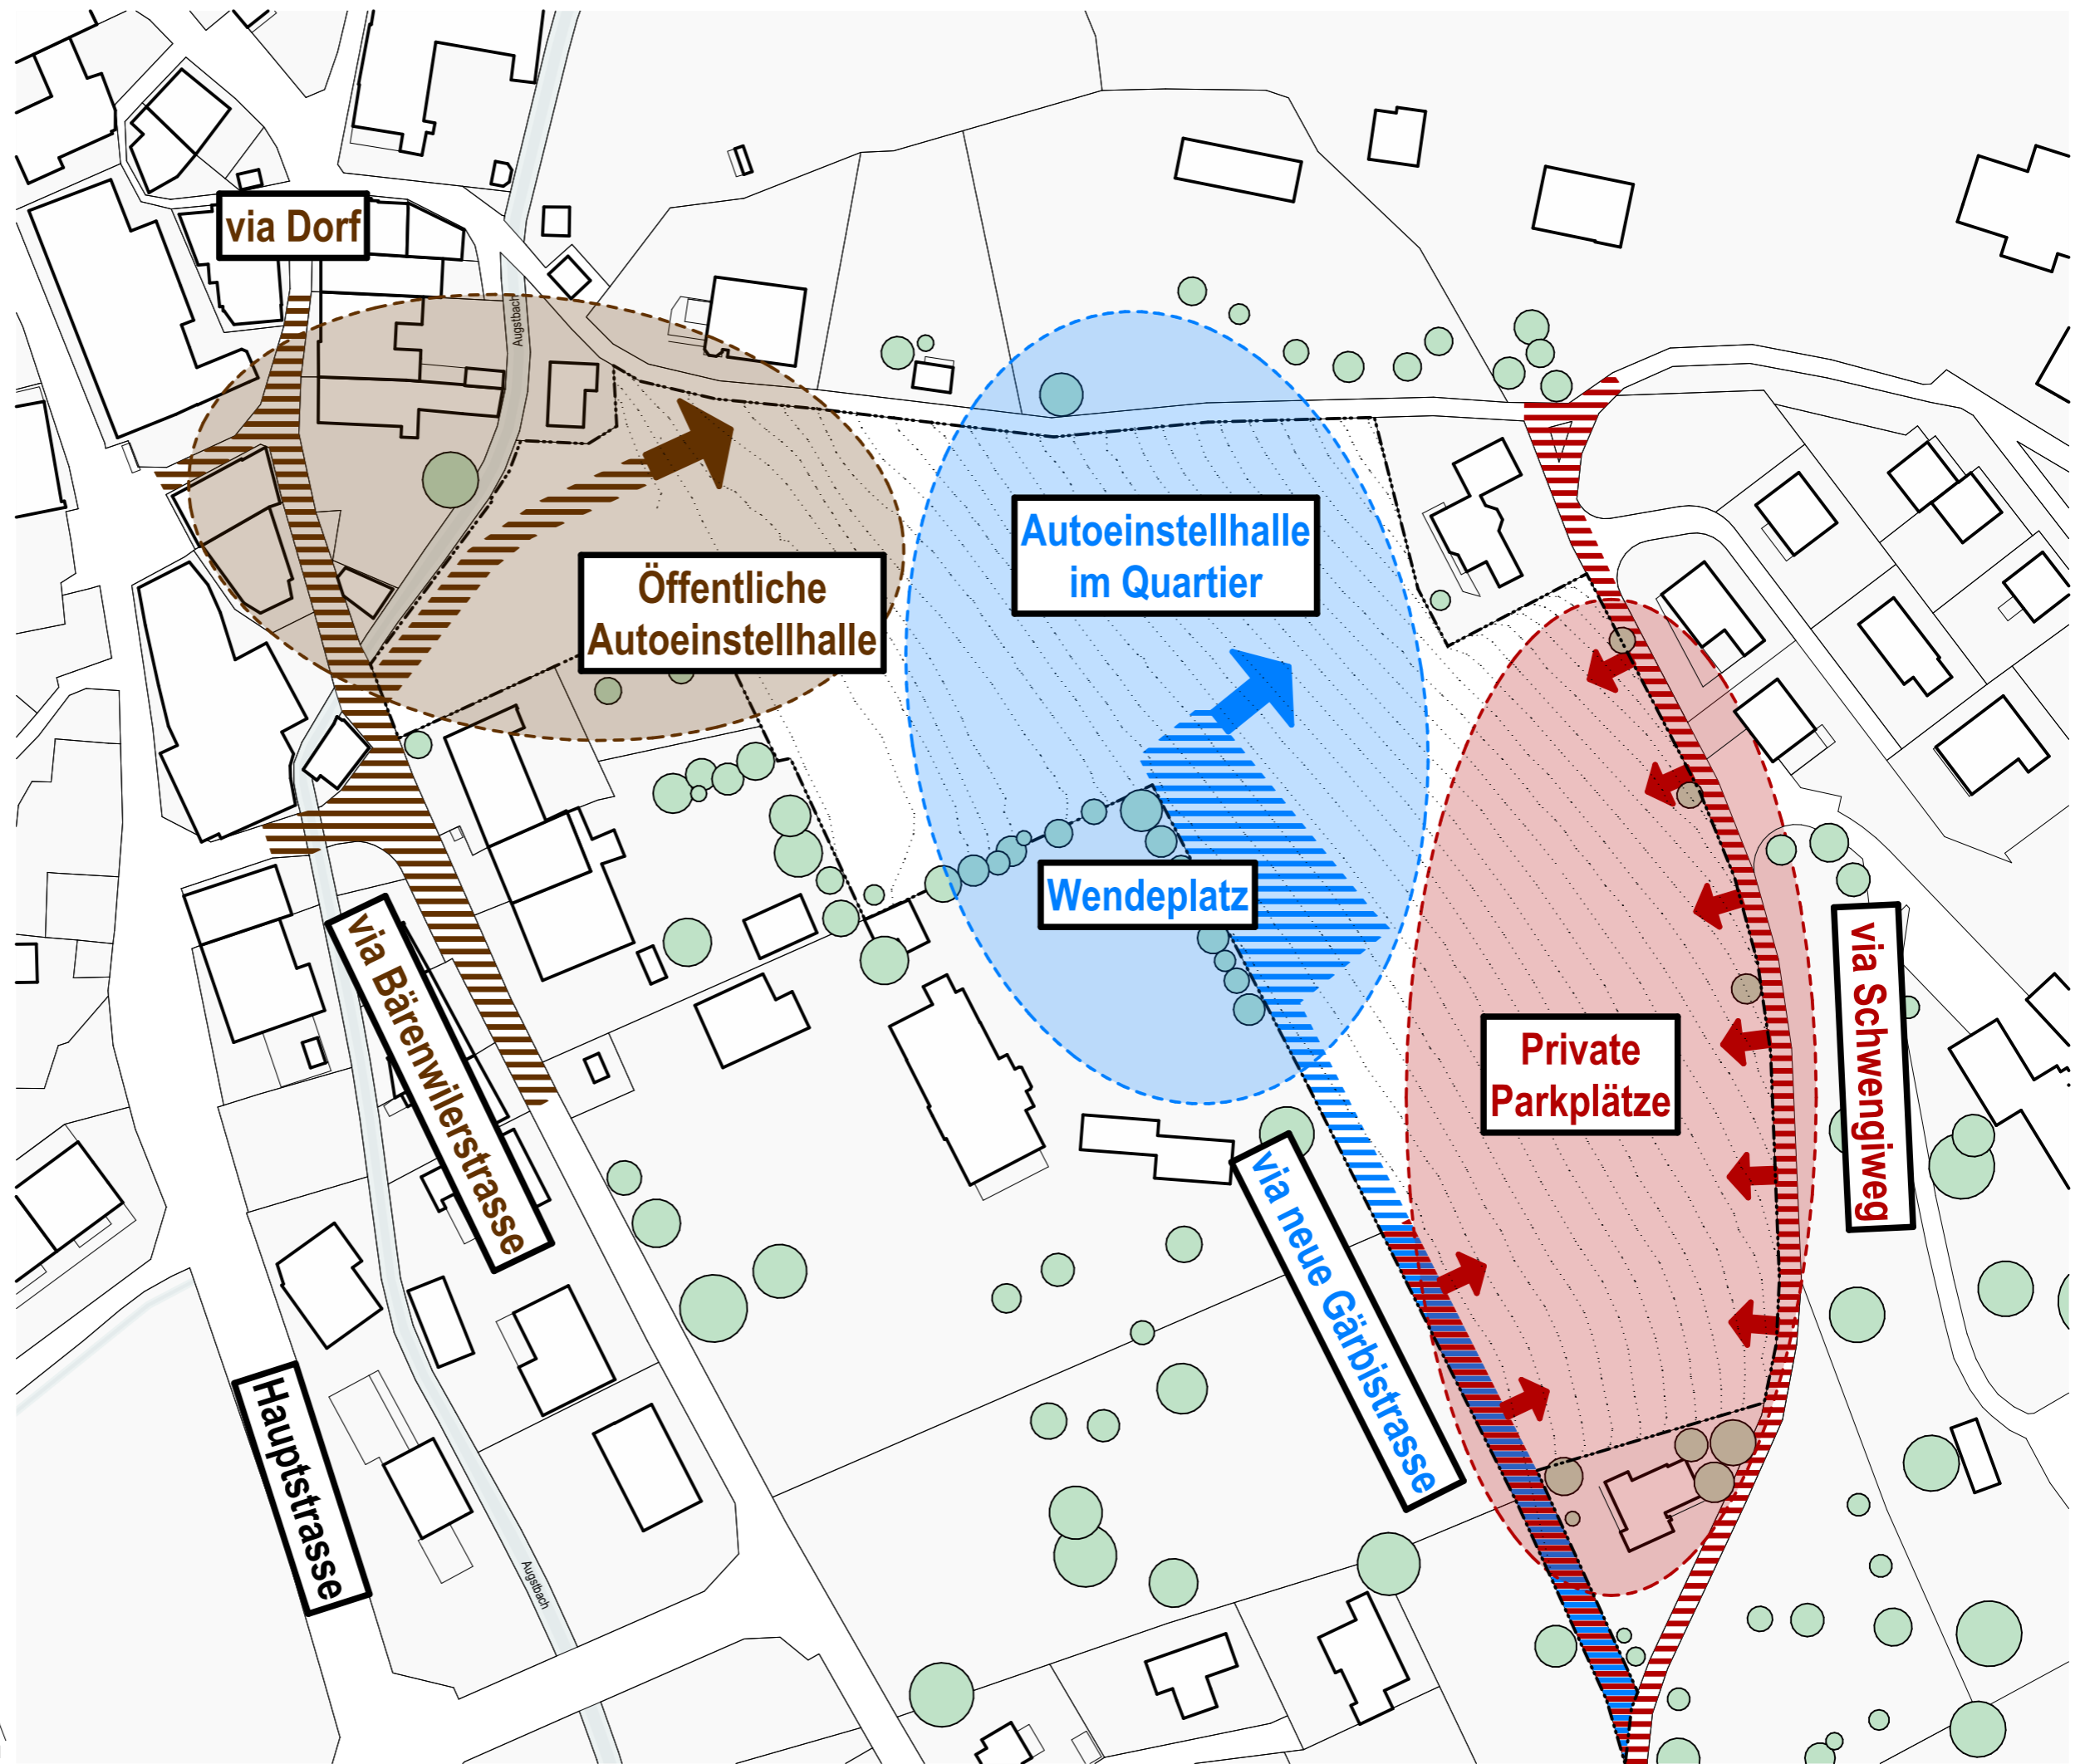 via Dorf
Augstbach
Öffentliche
Autoeinstellhalle
Autoeinstellhalle
im Quartier
Wendeplatz
via Bärenwilerstrasse
via Schwengiweg
Private
Parkplätze
via neue Gärbistrasse
Hauptstrasse
Augstbach